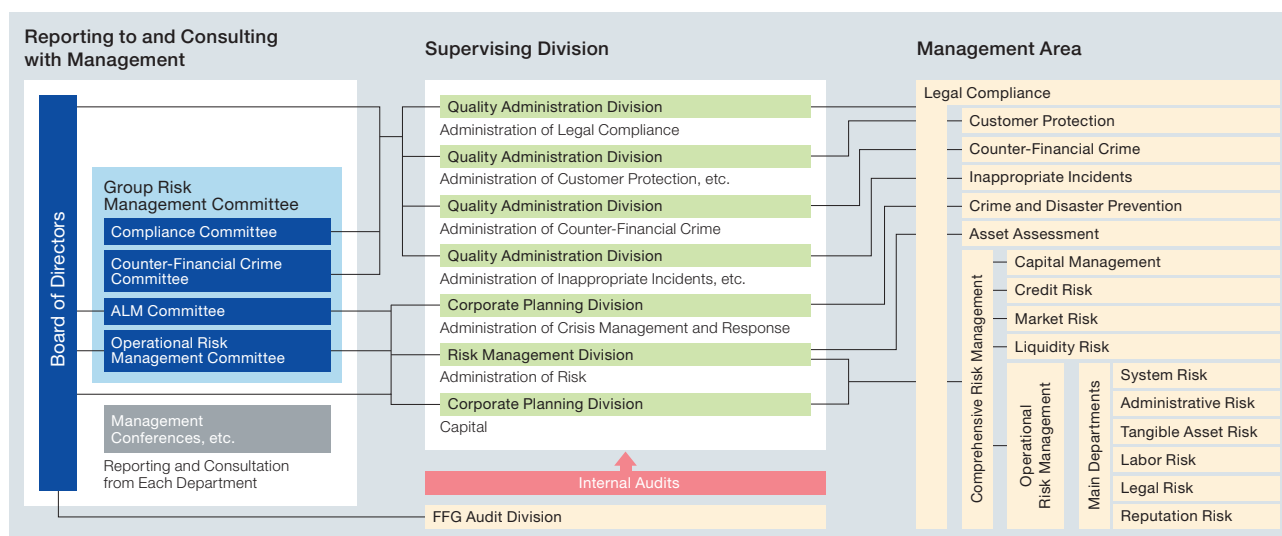 Reporting to and Consulting
with Management
Board of Directors
Group Risk
Management Committee
Compliance Committee
Counter-Financial Crime
Committee
ALM Committee
Operational Risk
Management Committee
Management
Conferences, etc.
Reporting and Consultation
from Each Department
Supervising Division
Quality Administration Division
Administration of Legal Compliance
Quality Administration Division
Administration of Customer Protection, etc.
Quality Administration Division
Administration of Counter-Financial Crime
Quality Administration Division
Administration of Inappropriate Incidents, etc.
Corporate Planning Division
Administration of Crisis Management and Response
Risk Management Division
Administration of Risk
Corporate Planning Division
Capital
Internal Audits
FFG Audit Division
Management Area
Legal Compliance
Customer Protection
Counter-Financial Crime
Inappropriate Incidents
Crime and Disaster Prevention
Asset Assessment
Comprehensive Risk Management
Capital Management
Credit Risk
Market Risk
Liquidity Risk
Operational
Risk Management
Main Departments
System Risk
Administrative Risk
Tangible Asset Risk
Labor Risk
Legal Risk
Reputation Risk